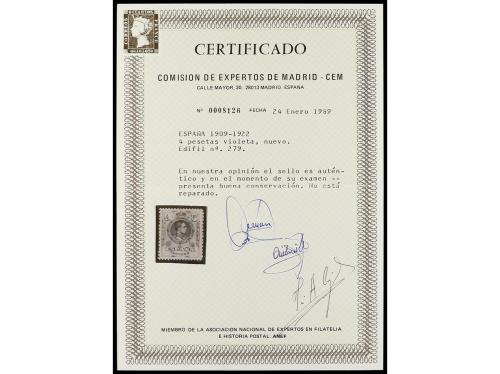 CERTIFICADO
COMISION DE EXPERTOS DE MADRID - CEM
CALLE MAYOR, 30. 28013 MADRID. ESPAÑA
Nº 0008126 FECHA 24 Enero 1989
ESPAÑA 1909-1922
4 pesetas violeta, nuevo.
Edifil nº. 279.
En nuestra opinión el sello es autén-
tico y en el momento de su examen --
presenta buena conservación. No está
reparado.
MIEMBRO DE LA ASOCIACION NACIONAL DE EXPERTOS EN FILATELIA
E HISTORIA POSTAL. ANEF